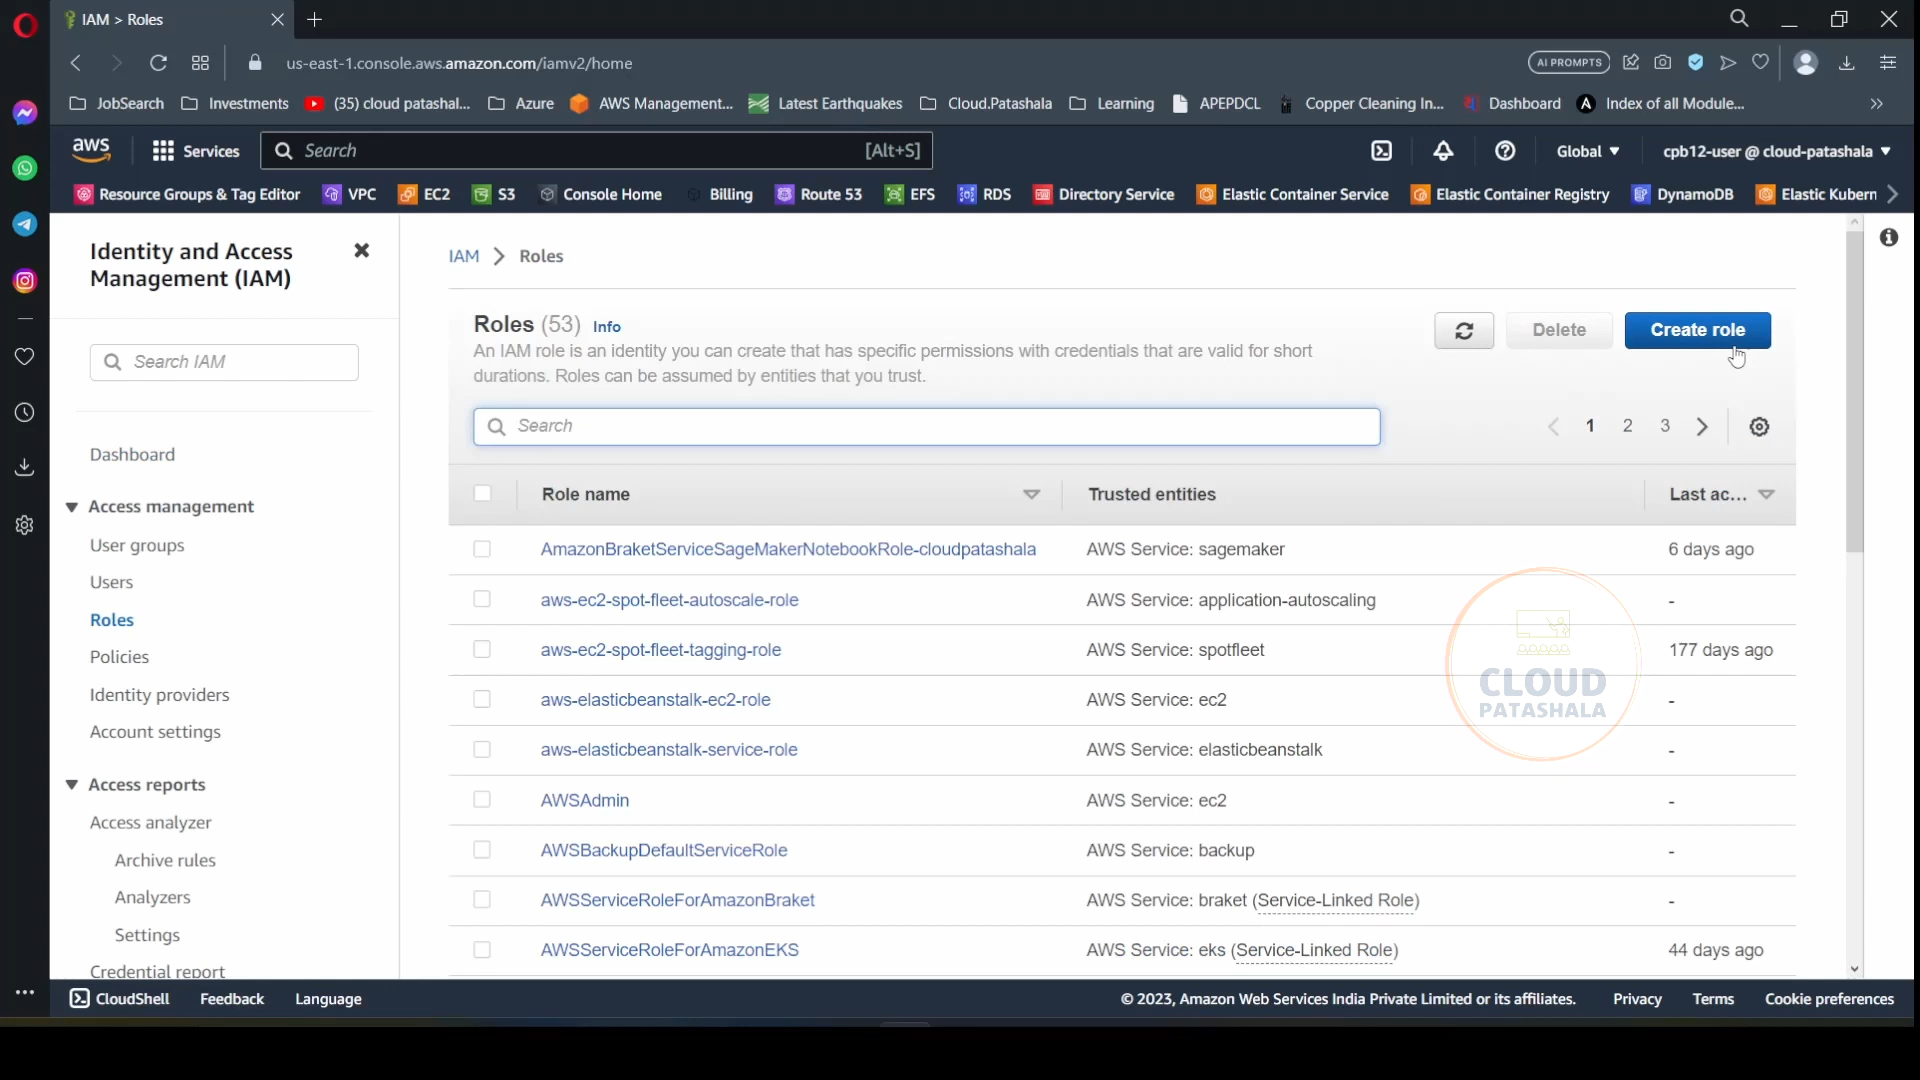 IAM > Roles
us-east-1.console.aws.amazon.com/iamv2/home
AI PROMPTS
JobSearch
Investments
(35) cloud patashal...
Azure
AWS Management...
Latest Earthquakes
Cloud.Patashala
Learning
APEPDCL
Copper Cleaning In...
Dashboard
Index of all Module...
aws
Services
Search
[Alt+S]
Global
cpb12-user @ cloud-patashala
Resource Groups & Tag Editor
VPC
EC2
S3
Console Home
Billing
Route 53
EFS
RDS
Directory Service
Elastic Container Service
Elastic Container Registry
DynamoDB
Elastic Kubern
Identity and Access
Management (IAM)
Search IAM
Dashboard
Access management
User groups
Users
Roles
Policies
Identity providers
Account settings
Access reports
Access analyzer
Archive rules
Analyzers
Settings
Credential report
IAM > Roles
Roles (53) Info
An IAM role is an identity you can create that has specific permissions with credentials that are valid for short
durations. Roles can be assumed by entities that you trust.
Delete
Create role
Search
1 2 3
Role name Trusted entities Last ac...
AmazonBraketServiceSageMakerNotebookRole-cloudpatashala AWS Service: sagemaker 6 days ago
aws-ec2-spot-fleet-autoscale-role AWS Service: application-autoscaling -
aws-ec2-spot-fleet-tagging-role AWS Service: spotfleet 177 days ago
aws-elasticbeanstalk-ec2-role AWS Service: ec2 -
aws-elasticbeanstalk-service-role AWS Service: elasticbeanstalk -
AWSAdmin AWS Service: ec2 -
AWSBackupDefaultServiceRole AWS Service: backup -
AWSServiceRoleForAmazonBraket AWS Service: braket (Service-Linked Role) -
AWSServiceRoleForAmazonEKS AWS Service: eks (Service-Linked Role) 44 days ago
CLOUD
PATASHALA
CloudShell
Feedback
Language
© 2023, Amazon Web Services India Private Limited or its affiliates.
Privacy
Terms
Cookie preferences